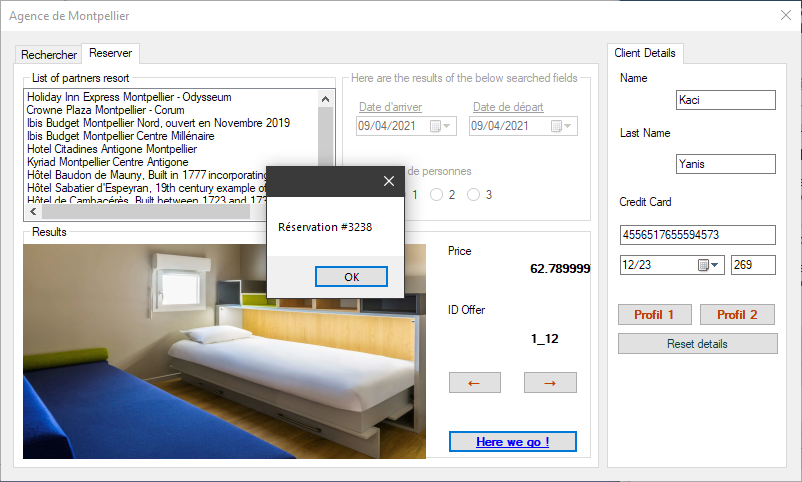 Agence de Montpellier
Rechercher
Reserver
List of partners resort
Holiday Inn Express Montpellier - Odysseum
Crowne Plaza Montpellier - Corum
Ibis Budget Montpellier Nord, ouvert en Novembre 2019
Ibis Budget Montpellier Centre Millénaire
Hotel Citadines Antigone Montpellier
Kyriad Montpellier Centre Antigone
Hôtel Baudon de Mauny, Built in 1777 incorporating
Hôtel Sabatier d'Espeyran, 19th century example of
Hôtel de Cambacérès, Built between 1723 and 173
Here are the results of the below searched fields
Date d'arriver
Date de départ
09/04/2021
09/04/2021
de personnes
1 2 3
Réservation #3238
OK
Results
Price
62.789999
ID Offer
1_12
← →
Here we go !
Client Details
Name
Kaci
Last Name
Yanis
Credit Card
4556517655594573
12/23
269
Profil 1
Profil 2
Reset details